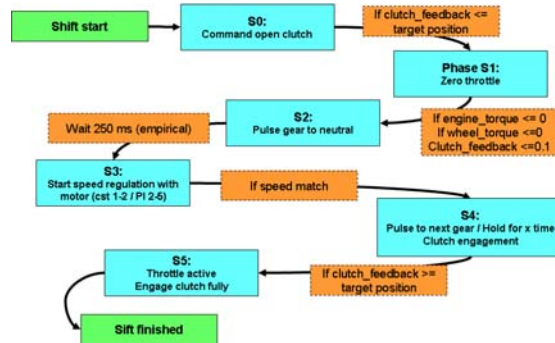 Shift start
S0:
Command open clutch
If clutch_feedback <=
target position
Phase S1:
Zero throttle
If engine_torque <= 0
If wheel_torque <=0
Clutch_feedback <=0.1
S2:
Pulse gear to neutral
Wait 250 ms (empirical)
S3:
Start speed regulation with
motor (cst 1-2 / PI 2-5)
If speed match
S4:
Pulse to next gear / Hold for x time
Clutch engagement
If clutch_feedback >=
target position
S5:
Throttle active
Engage clutch fully
Sift finished